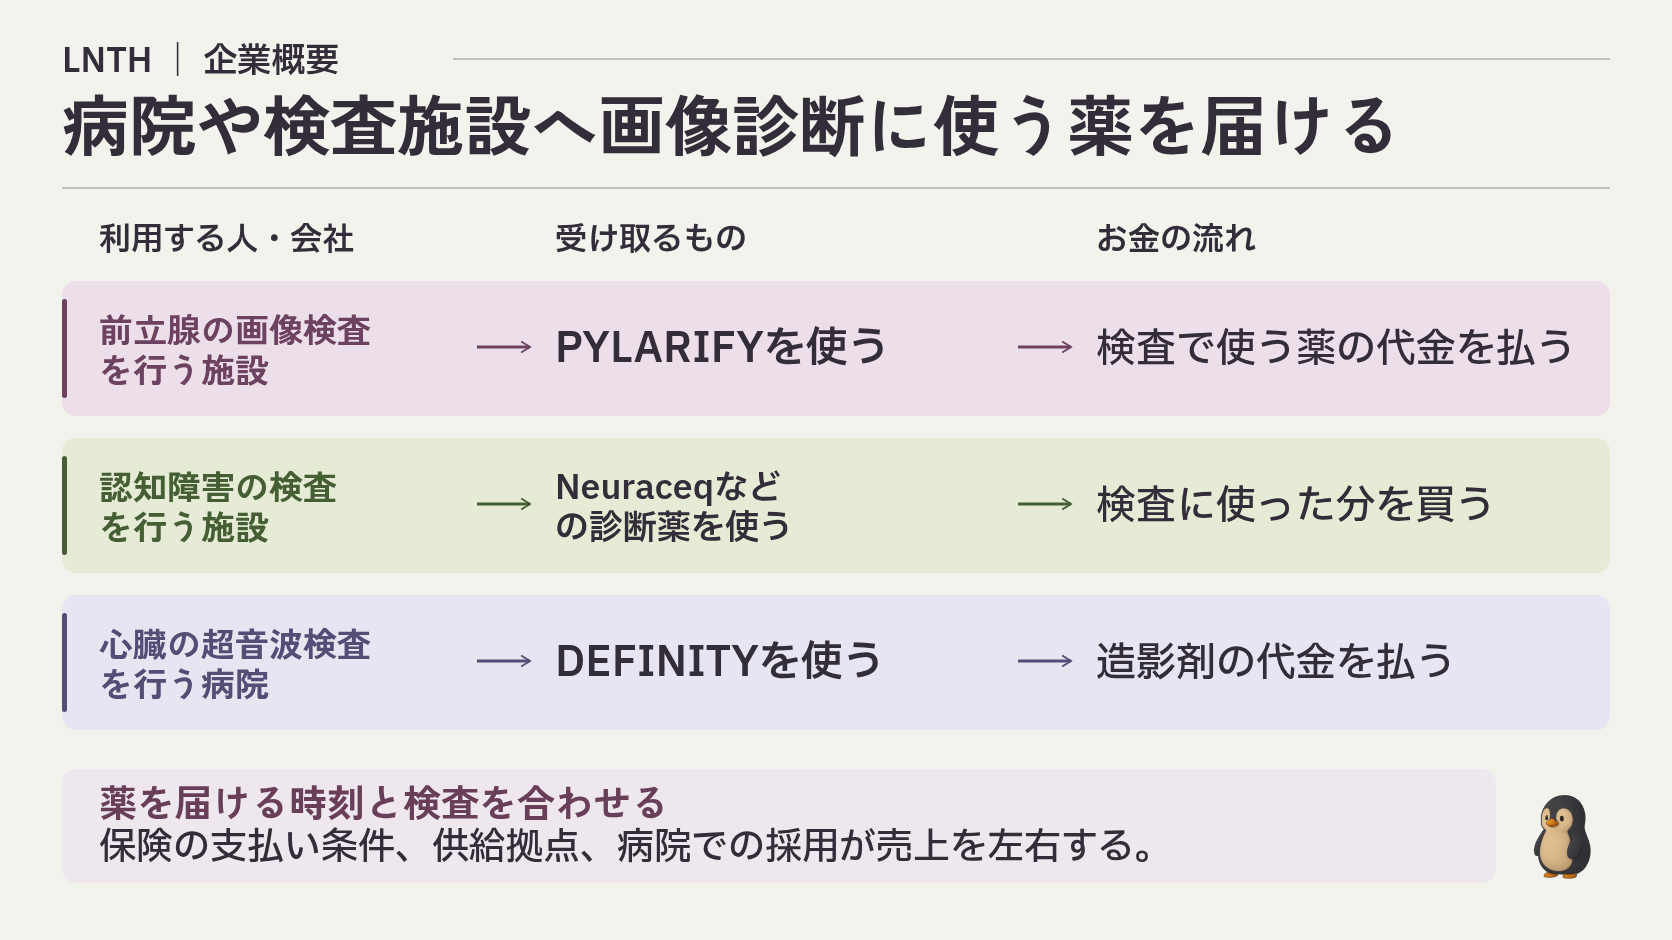 LNTH｜企業概要
病院や検査施設へ画像診断に使う薬を届ける
利用する人・会社
受け取るもの
お金の流れ
前立腺の画像検査
を行う施設
PYLARIFYを使う
検査で使う薬の代金を払う
認知障害の検査
を行う施設
Neuraceqなど
の診断薬を使う
検査に使った分を買う
心臓の超音波検査
を行う病院
DEFINITYを使う
造影剤の代金を払う
薬を届ける時刻と検査を合わせる
保険の支払い条件、供給拠点、病院での採用が売上を左右する。